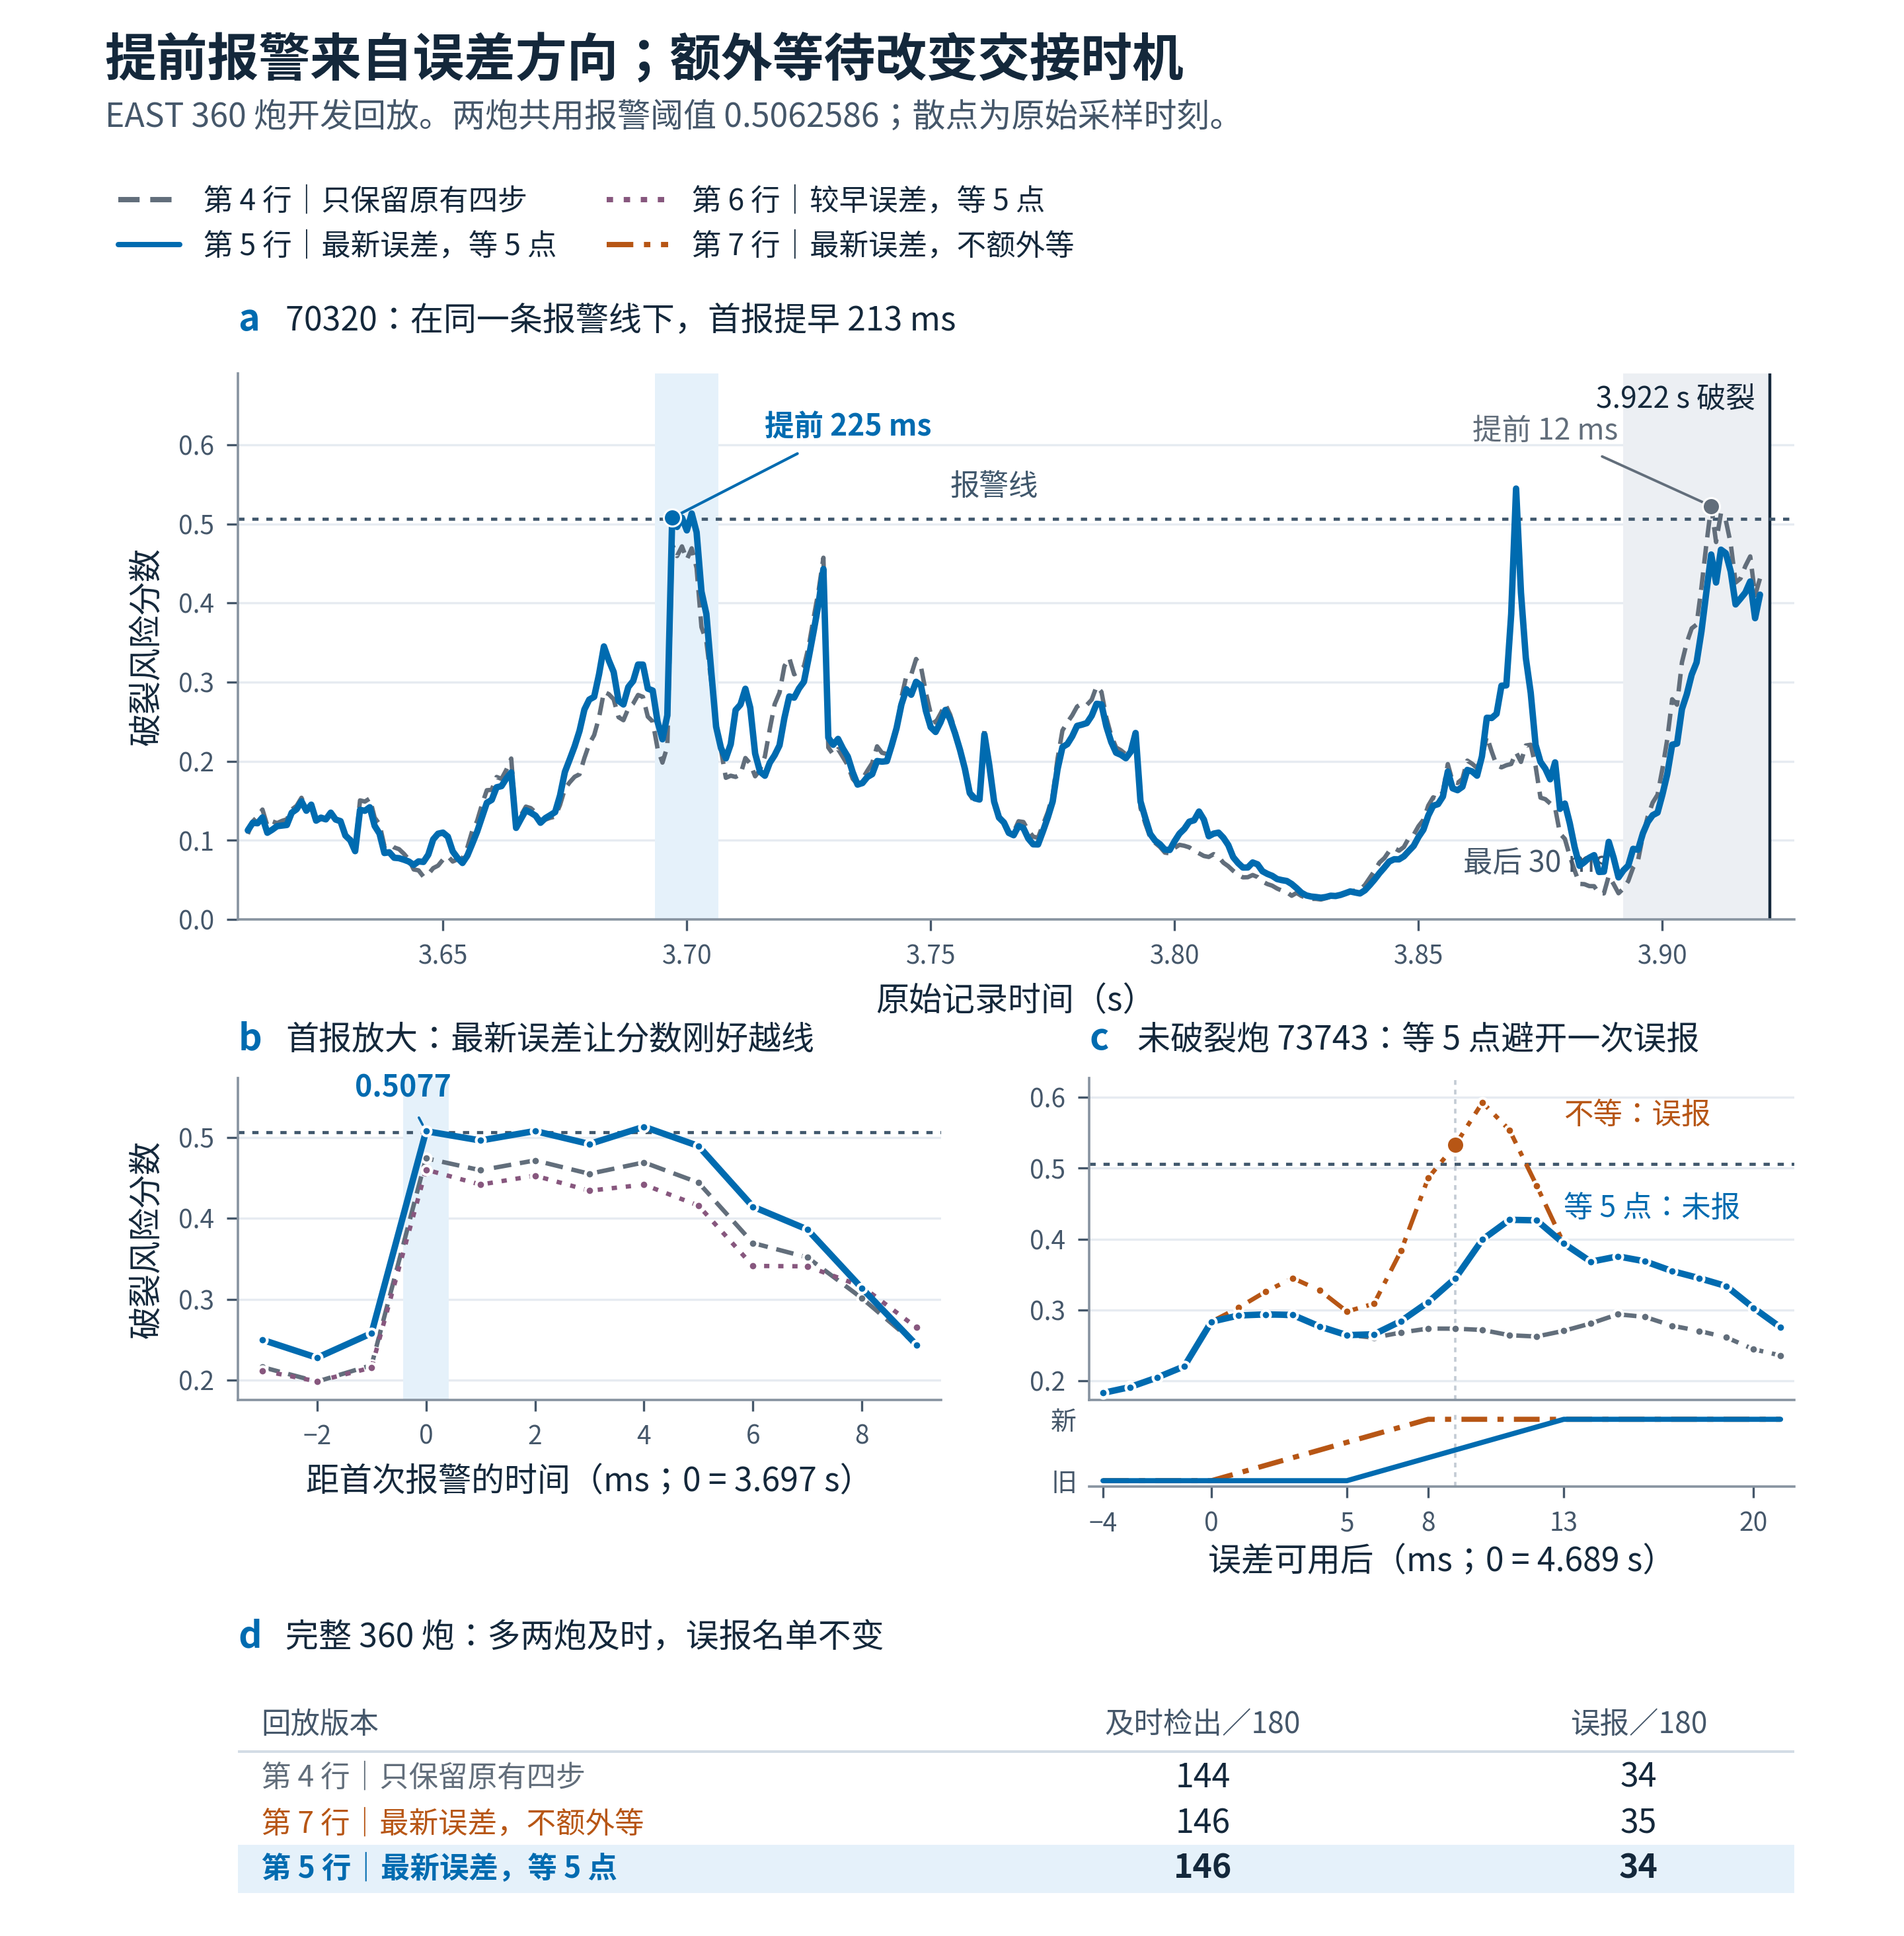 提前报警来自误差方向；额外等待改变交接时机
EAST 360 炮开发回放。两炮共用报警阈值 0.5062586；散点为原始采样时刻。
第 4 行｜只保留原有四步
第 6 行｜较早误差，等 5 点
第 5 行｜最新误差，等 5 点
第 7 行｜最新误差，不额外等
a 70320：在同一条报警线下，首报提早 213 ms
3.922 s 破裂
提前 225 ms
提前 12 ms
报警线
最后 30 ms
破裂风险分数
0.6
0.5
0.4
0.3
0.2
0.1
0.0
3.65 3.70 3.75 3.80 3.85 3.90
原始记录时间（s）
b 首报放大：最新误差让分数刚好越线
0.5077
破裂风险分数
0.5
0.4
0.3
0.2
−2 0 2 4 6 8
距首次报警的时间（ms；0 = 3.697 s）
c 未破裂炮 73743：等 5 点避开一次误报
不等：误报
等 5 点：未报
0.6
0.5
0.4
0.3
0.2
新
旧
−4 0 5 8 13 20
误差可用后（ms；0 = 4.689 s）
d 完整 360 炮：多两炮及时，误报名单不变
回放版本 及时检出／180 误报／180
第 4 行｜只保留原有四步 144 34
第 7 行｜最新误差，不额外等 146 35
第 5 行｜最新误差，等 5 点 146 34